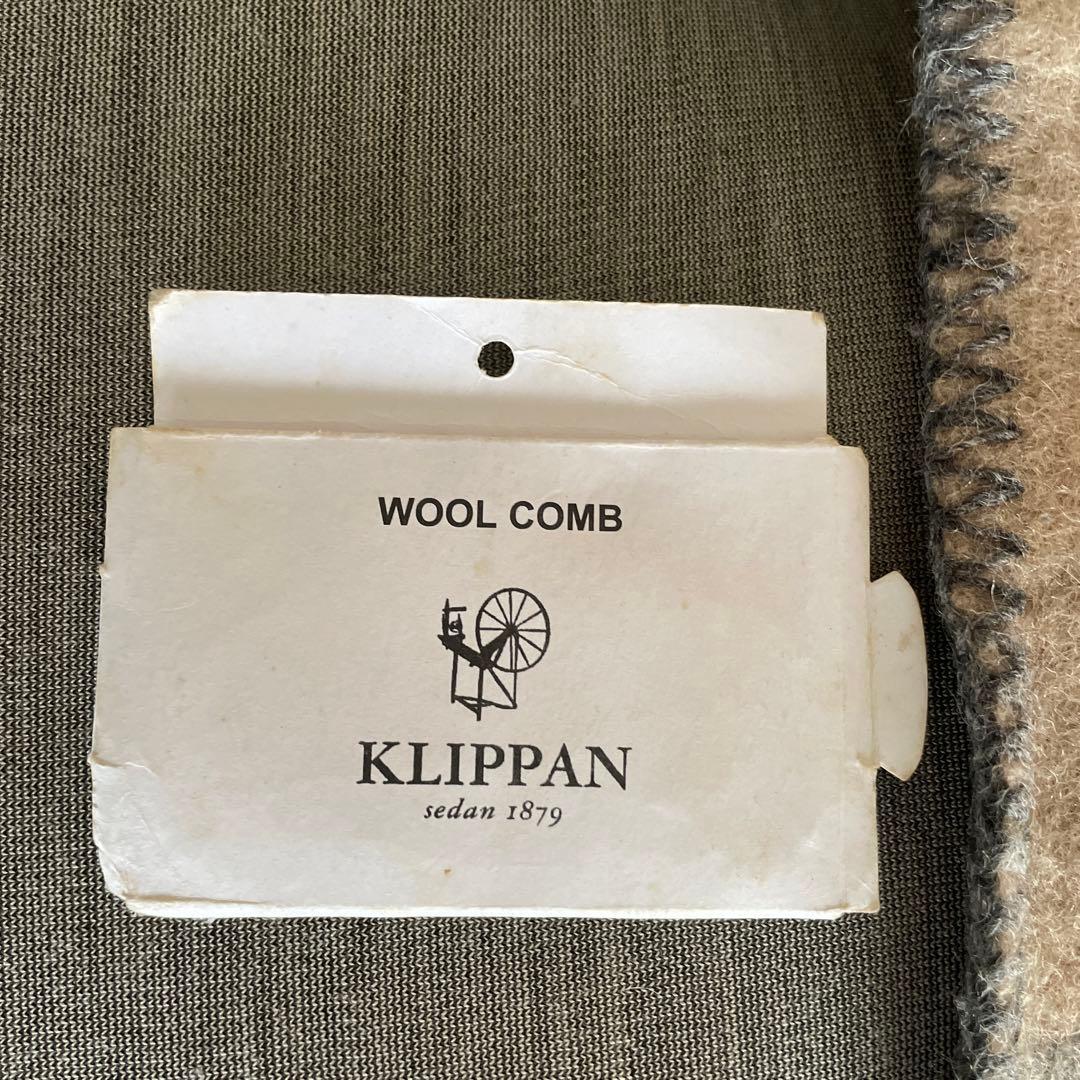 WOOL COMB
KLIPPAN
sedan 1879